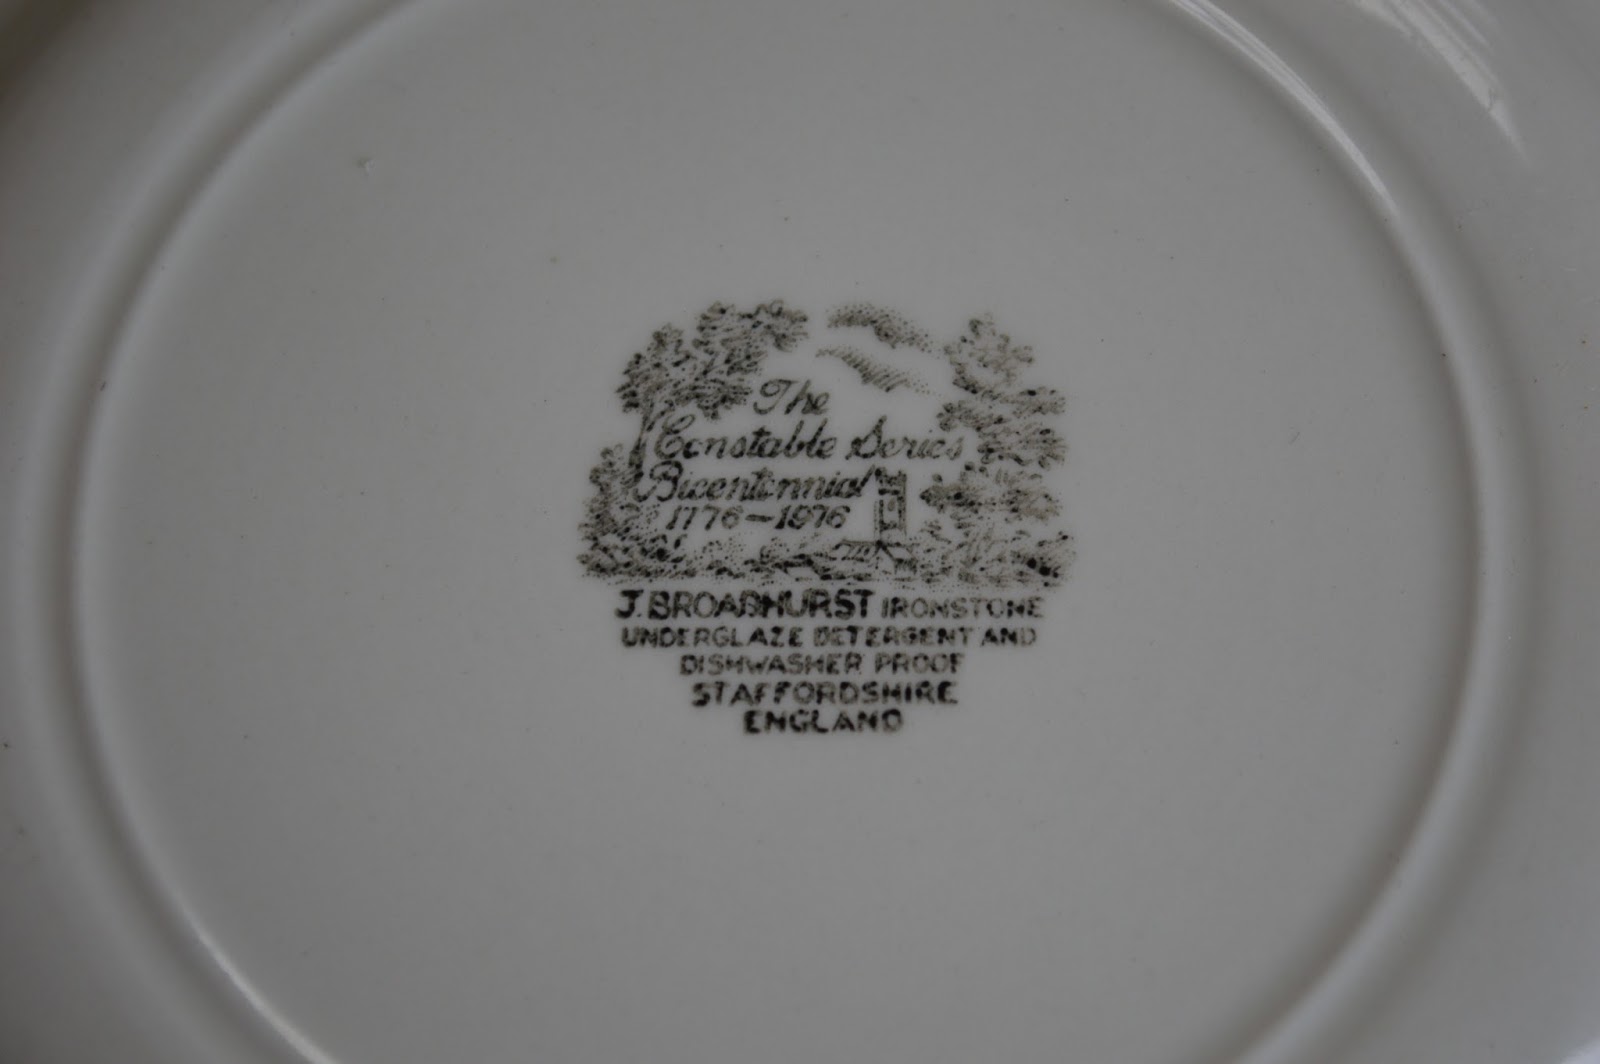 The
Constable Series
Bicentennial
1776-1976
J. BROADHURST IRONSTONE
UNDERGLAZE DETERGENT AND
DISHWASHER PROOF
STAFFORDSHIRE
ENGLAND